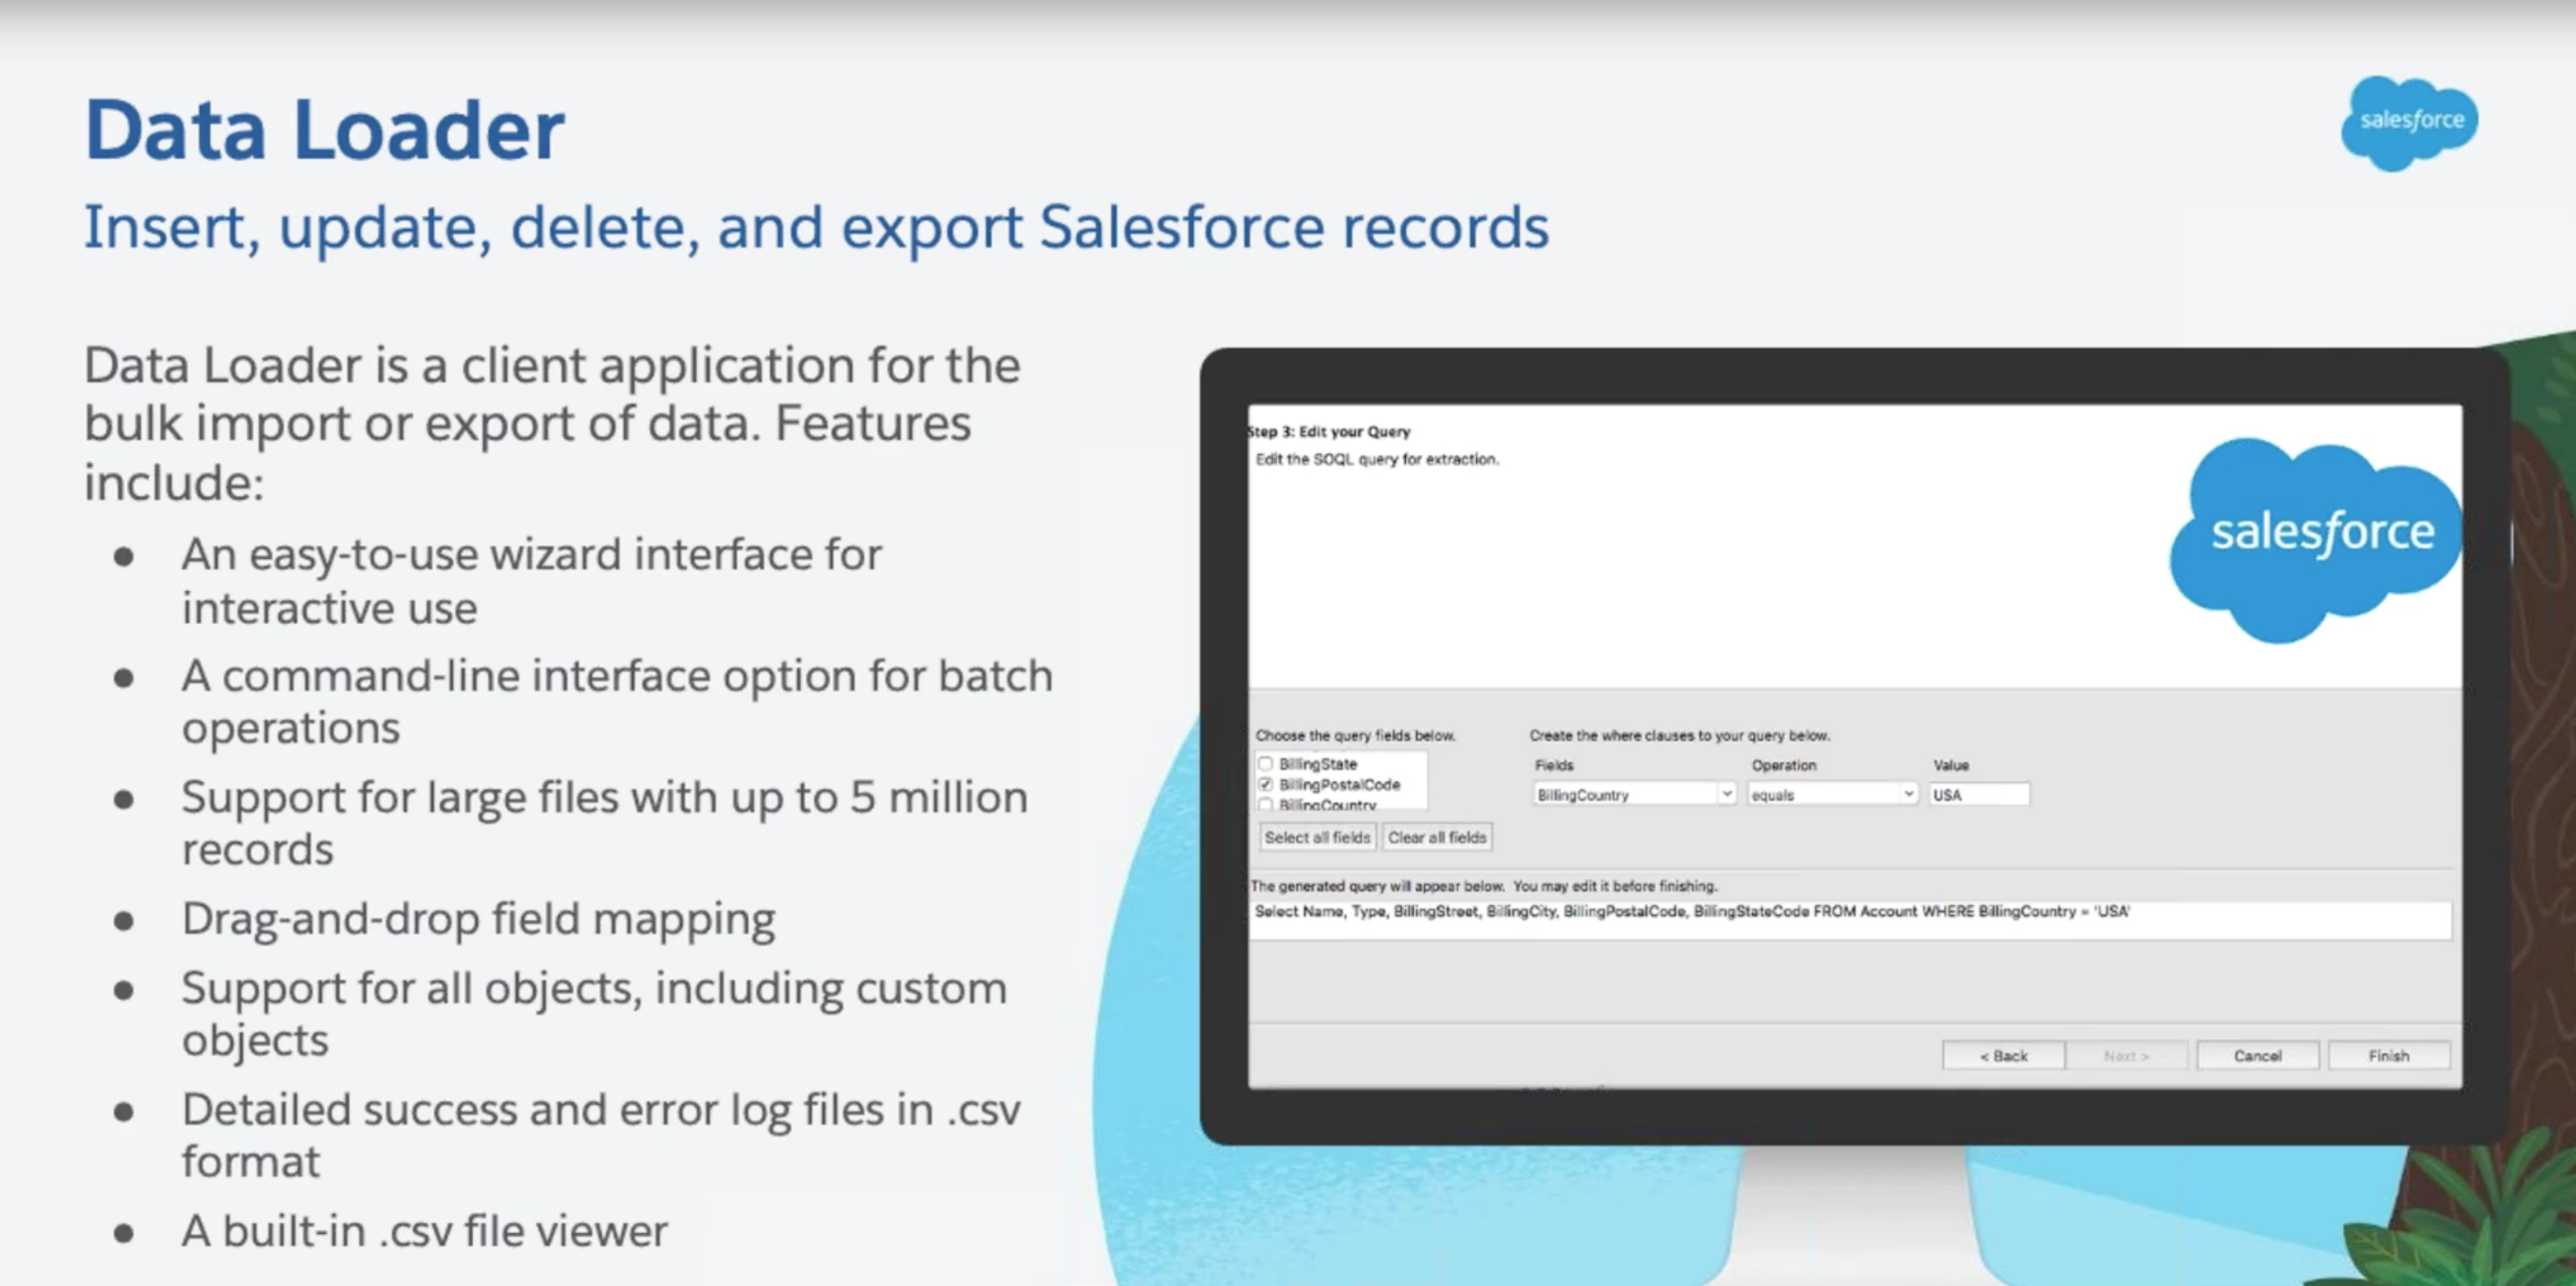 Data Loader
salesforce
Insert, update, delete, and export Salesforce records
Data Loader is a client application for the
bulk import or export of data. Features
include:
● An easy-to-use wizard interface for
interactive use
● A command-line interface option for batch
operations
● Support for large files with up to 5 million
records
● Drag-and-drop field mapping
● Support for all objects, including custom
objects
● Detailed success and error log files in .csv
format
● A built-in .csv file viewer
Step 3: Edit your Query
Edit the SOQL query for extraction.
salesforce
Choose the query fields below.
BillingState
BillingPostalCode
BillingCountry
Select all fields Clear all fields
Create the where clauses to your query below.
Fields Operation Value
BillingCountry equals USA
The generated query will appear below. You may edit it before finishing.
Select Name, Type, BillingStreet, BillingCity, BillingPostalCode, BillingStateCode FROM Account WHERE BillingCountry = 'USA'
< Back Next > Cancel Finish